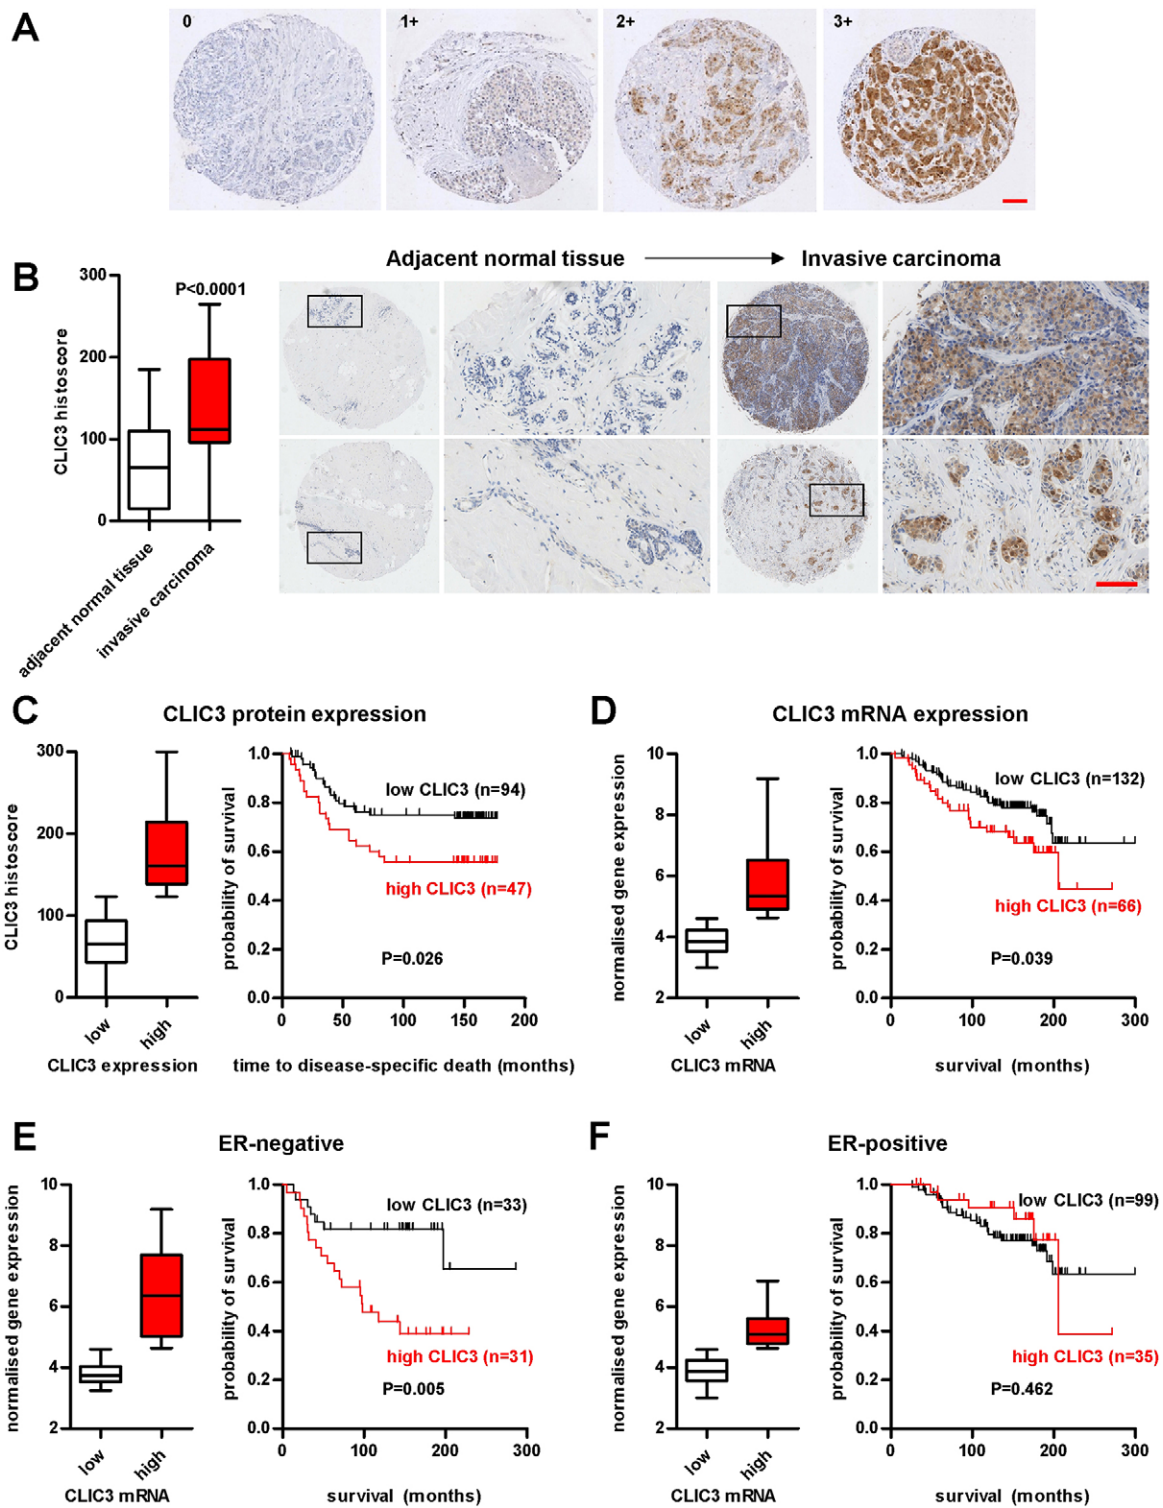 A
0
1+
2+
3+
B
Adjacent normal tissue
Invasive carcinoma
300
200
100
0
CLIC3 histoscore
P<0.0001
adjacent normal tissue
invasive carcinoma
C
CLIC3 protein expression
300
200
100
0
CLIC3 histoscore
low
high
CLIC3 expression
1.0
0.8
0.6
0.4
0.2
0.0
probability of survival
low CLIC3 (n=94)
high CLIC3 (n=47)
P=0.026
0
50
100
150
200
time to disease-specific death (months)
D
CLIC3 mRNA expression
10
8
6
4
2
normalised gene expression
low
high
CLIC3 mRNA
1.0
0.8
0.6
0.4
0.2
0.0
probability of survival
low CLIC3 (n=132)
high CLIC3 (n=66)
P=0.039
0
100
200
300
survival (months)
E
ER-negative
10
8
6
4
2
normalised gene expression
low
high
CLIC3 mRNA
1.0
0.8
0.6
0.4
0.2
0.0
probability of survival
low CLIC3 (n=33)
high CLIC3 (n=31)
P=0.005
0
100
200
300
survival (months)
F
ER-positive
10
8
6
4
2
normalised gene expression
low
high
CLIC3 mRNA
1.0
0.8
0.6
0.4
0.2
0.0
probability of survival
low CLIC3 (n=99)
high CLIC3 (n=35)
P=0.462
0
100
200
300
survival (months)